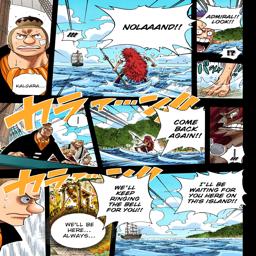 ADMIRAL!!
LOOK!!
!?
NOLAAAND!!
!!!
KALGARA...
COME
BACK
AGAIN!!
I'LL BE
WAITING FOR
YOU HERE ON
THIS ISLAND!!
WE'LL
KEEP
RINGING
THE BELL
FOR YOU!!
WE'LL BE
HERE...
ALWAYS...